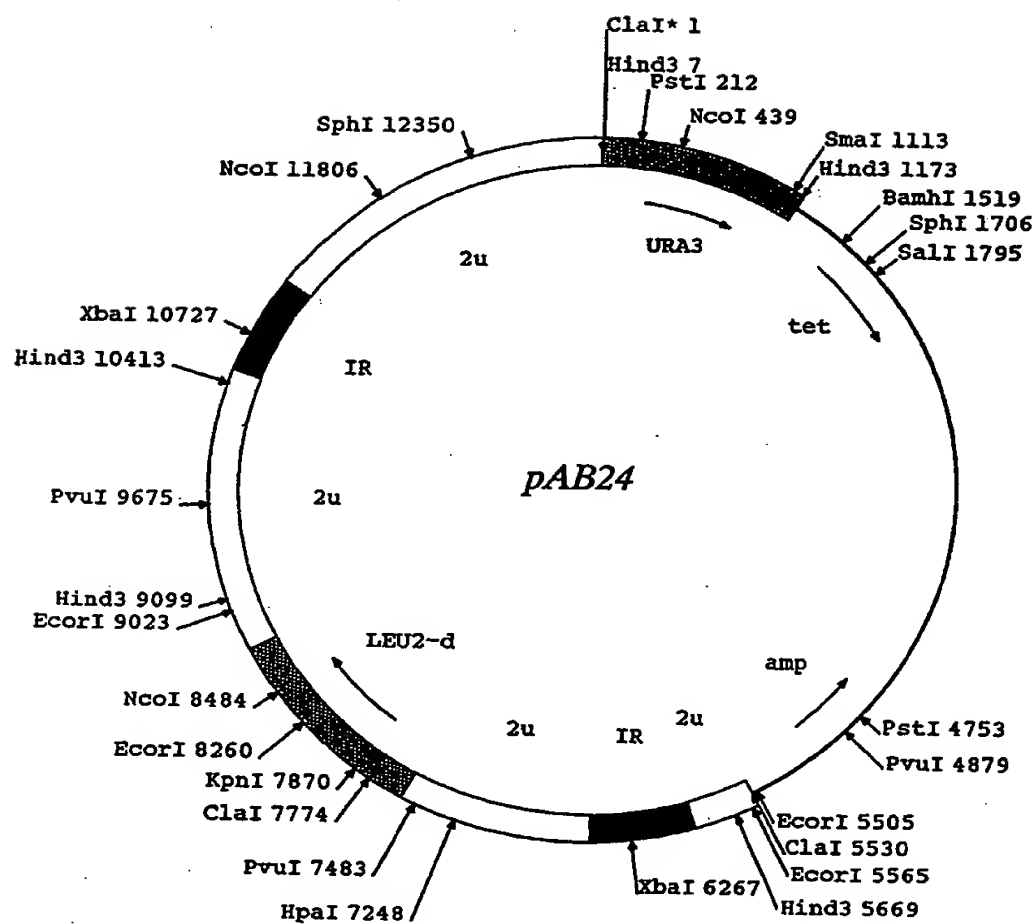 ClaI* 1
Hind3 7
PstI 212
NcoI 439
SphI 12350
NcoI 11806
SmaI 1113
Hind3 1173
BamhI 1519
SphI 1706
SalI 1795
URA3
2u
tet
XbaI 10727
Hind3 10413
IR
pAB24
PvuI 9675
2u
Hind3 9099
EcorI 9023
LEU2-d
amp
NcoI 8484
2u
IR
2u
PstI 4753
EcorI 8260
PvuI 4879
KpnI 7870
ClaI 7774
EcorI 5505
ClaI 5530
PvuI 7483
EcorI 5565
XbaI 6267
HpaI 7248
Hind3 5669